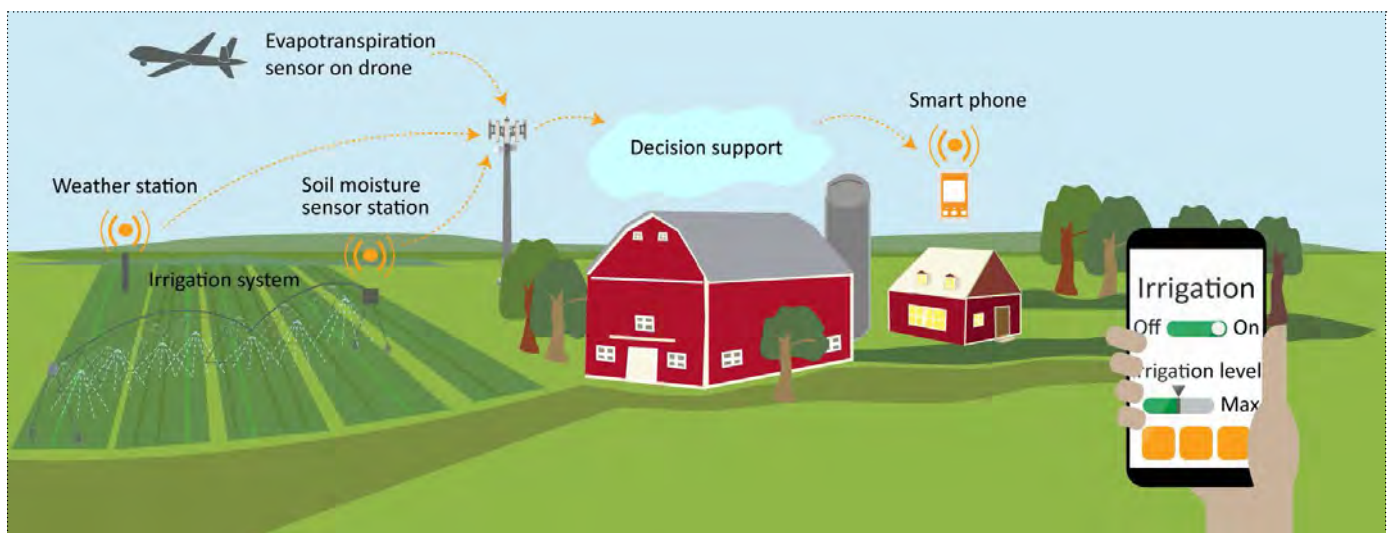 Evapotranspiration
sensor on drone
Smart phone
Decision support
Weather station
Soil moisture
sensor station
Irrigation system
Irrigation
Off On
Irrigation level
Max